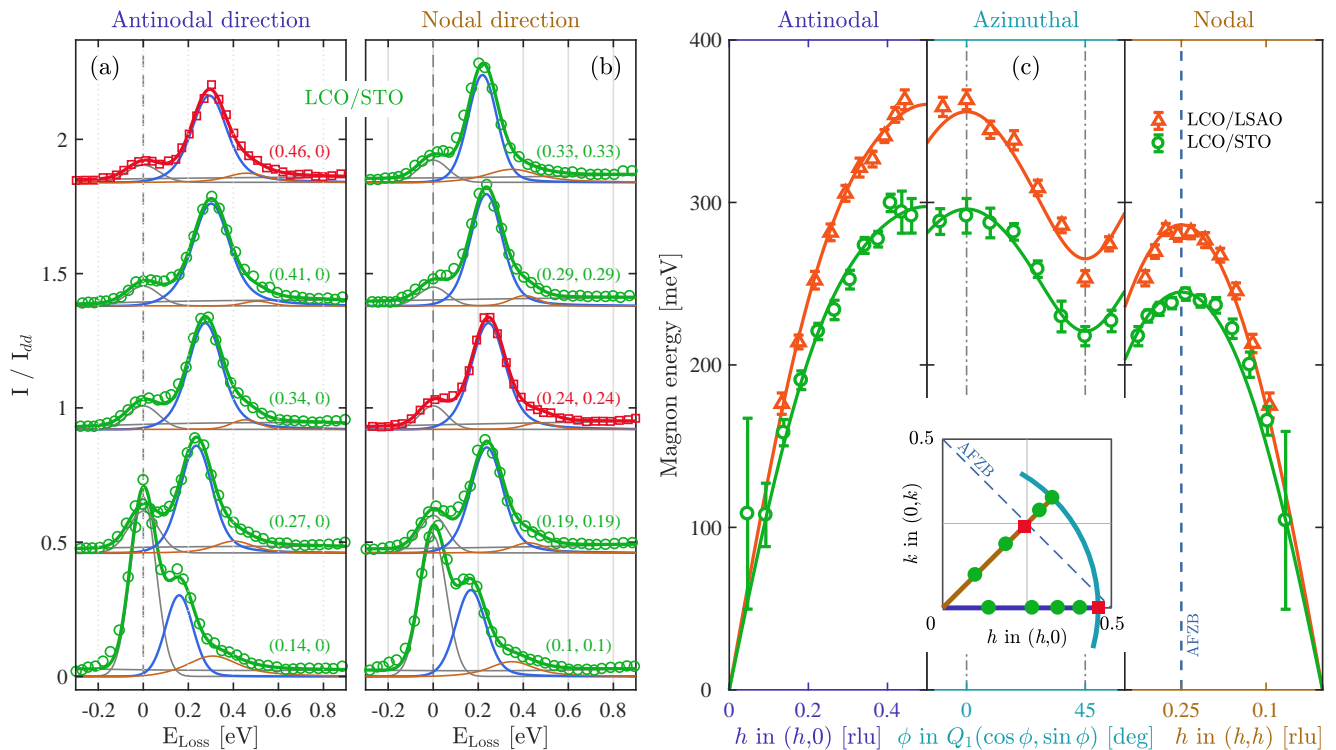 Antinodal direction
Nodal direction
Antinodal
Azimuthal
Nodal
(a)
(b)
(c)
LCO/STO
(0.46, 0)
(0.41, 0)
(0.34, 0)
(0.27, 0)
(0.14, 0)
(0.33, 0.33)
(0.29, 0.29)
(0.24, 0.24)
(0.19, 0.19)
(0.1, 0.1)
2
1.5
1
0.5
0
I / I_dd
-0.2 0 0.2 0.4 0.6 0.8
E_Loss [eV]
-0.2 0 0.2 0.4 0.6 0.8
E_Loss [eV]
LCO/LSAO
LCO/STO
400
300
200
100
0
Magnon energy [meV]
0 0.2 0.4
h in (h,0) [rlu]
0 45
ϕ in Q₁(cos ϕ, sin ϕ) [deg]
0.25 0.1
h in (h,h) [rlu]
AFZB
0.5
AFZB
k in (0,k)
0 0.5
h in (h,0)